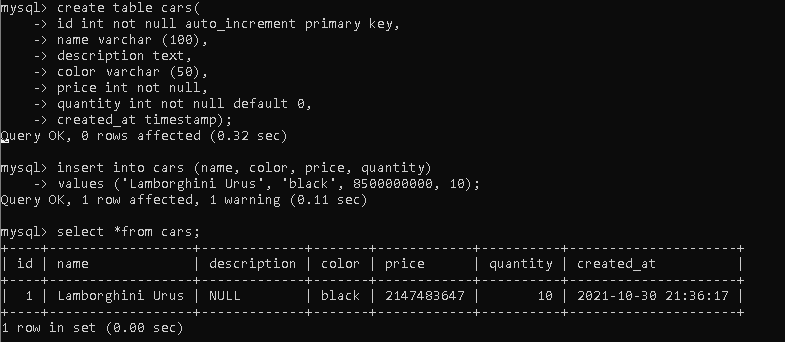 mysql> create table cars(
    -> id int not null auto_increment primary key,
    -> name varchar (100),
    -> description text,
    -> color varchar (50),
    -> price int not null,
    -> quantity int not null default 0,
    -> created_at timestamp);
Query OK, 0 rows affected (0.32 sec)

mysql> insert into cars (name, color, price, quantity)
    -> values ('Lamborghini Urus', 'black', 8500000000, 10);
Query OK, 1 row affected, 1 warning (0.11 sec)

mysql> select *from cars;
+----+------------------+-------------+-------+------------+----------+---------------------+
| id | name             | description | color | price      | quantity | created_at          |
+----+------------------+-------------+-------+------------+----------+---------------------+
|  1 | Lamborghini Urus | NULL        | black | 2147483647 |       10 | 2021-10-30 21:36:17 |
+----+------------------+-------------+-------+------------+----------+---------------------+
1 row in set (0.00 sec)